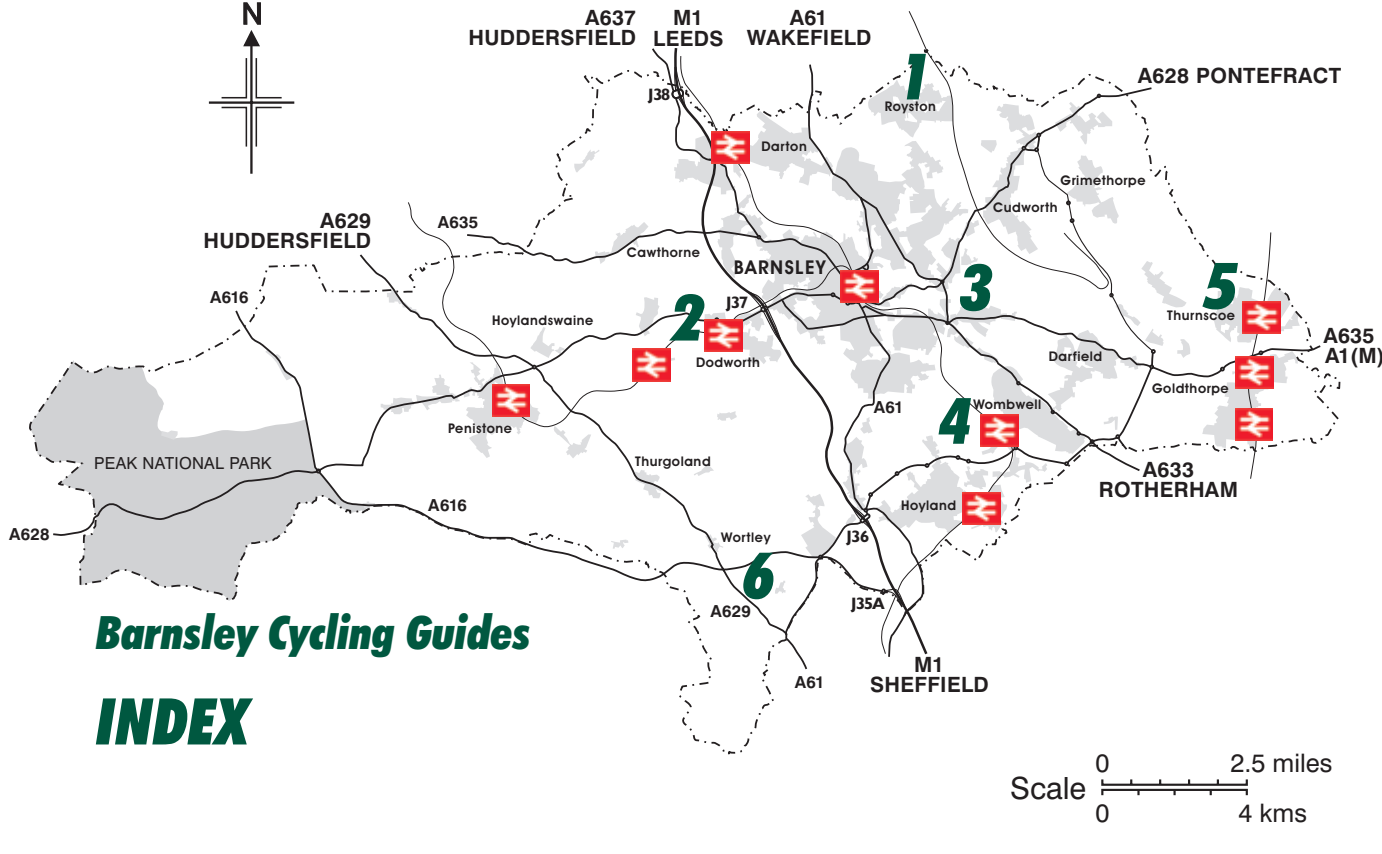 N
A637
HUDDERSFIELD
M1
LEEDS
A61
WAKEFIELD
1
A628 PONTEFRACT
J38
Royston
Darton
Grimethorpe
Cudworth
A629
HUDDERSFIELD
A635
Cawthorne
BARNSLEY
3
5
A616
J37
2
Hoylandswaine
Thurnscoe
Dodworth
Darfield
A635
A1(M)
Goldthorpe
A61
4
Wombwell
Penistone
PEAK NATIONAL PARK
Thurgoland
A633
ROTHERHAM
A616
Hoyland
A628
J36
Wortley
6
J35A
A629
Barnsley Cycling Guides
M1
SHEFFIELD
A61
INDEX
Scale
0
2.5 miles
0
4 kms